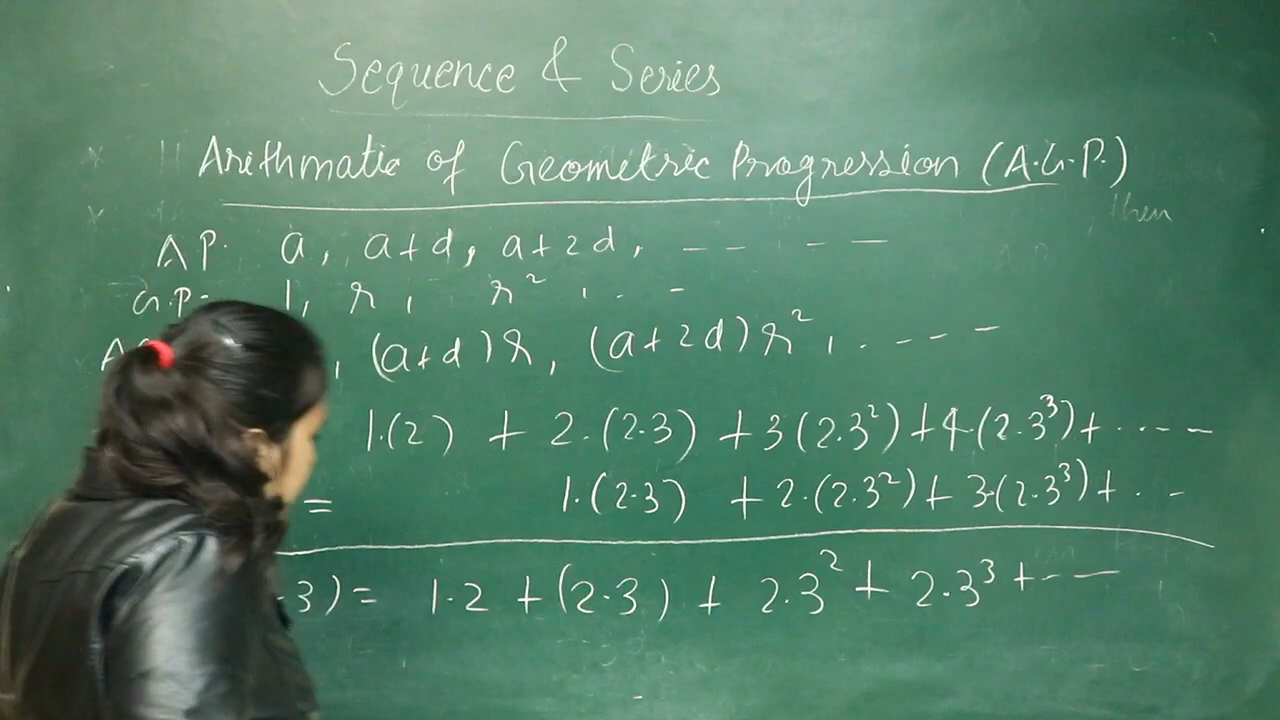 Sequence & Series
Arithmatic of Geometric Progression (A.G.P.)
then
AP. a, a+d, a+2d, -- --
G.P- 1, r, r², . . -
A , (a+d)r, (a+2d)r², . - - -
1.(2) + 2.(2.3) + 3(2.3²) + 4.(2.3³) + . . . . --
= 1.(2.3) + 2.(2.3²) + 3.(2.3³) + . . -
.3) = 1.2 + (2.3) + 2.3² + 2.3³ + ---